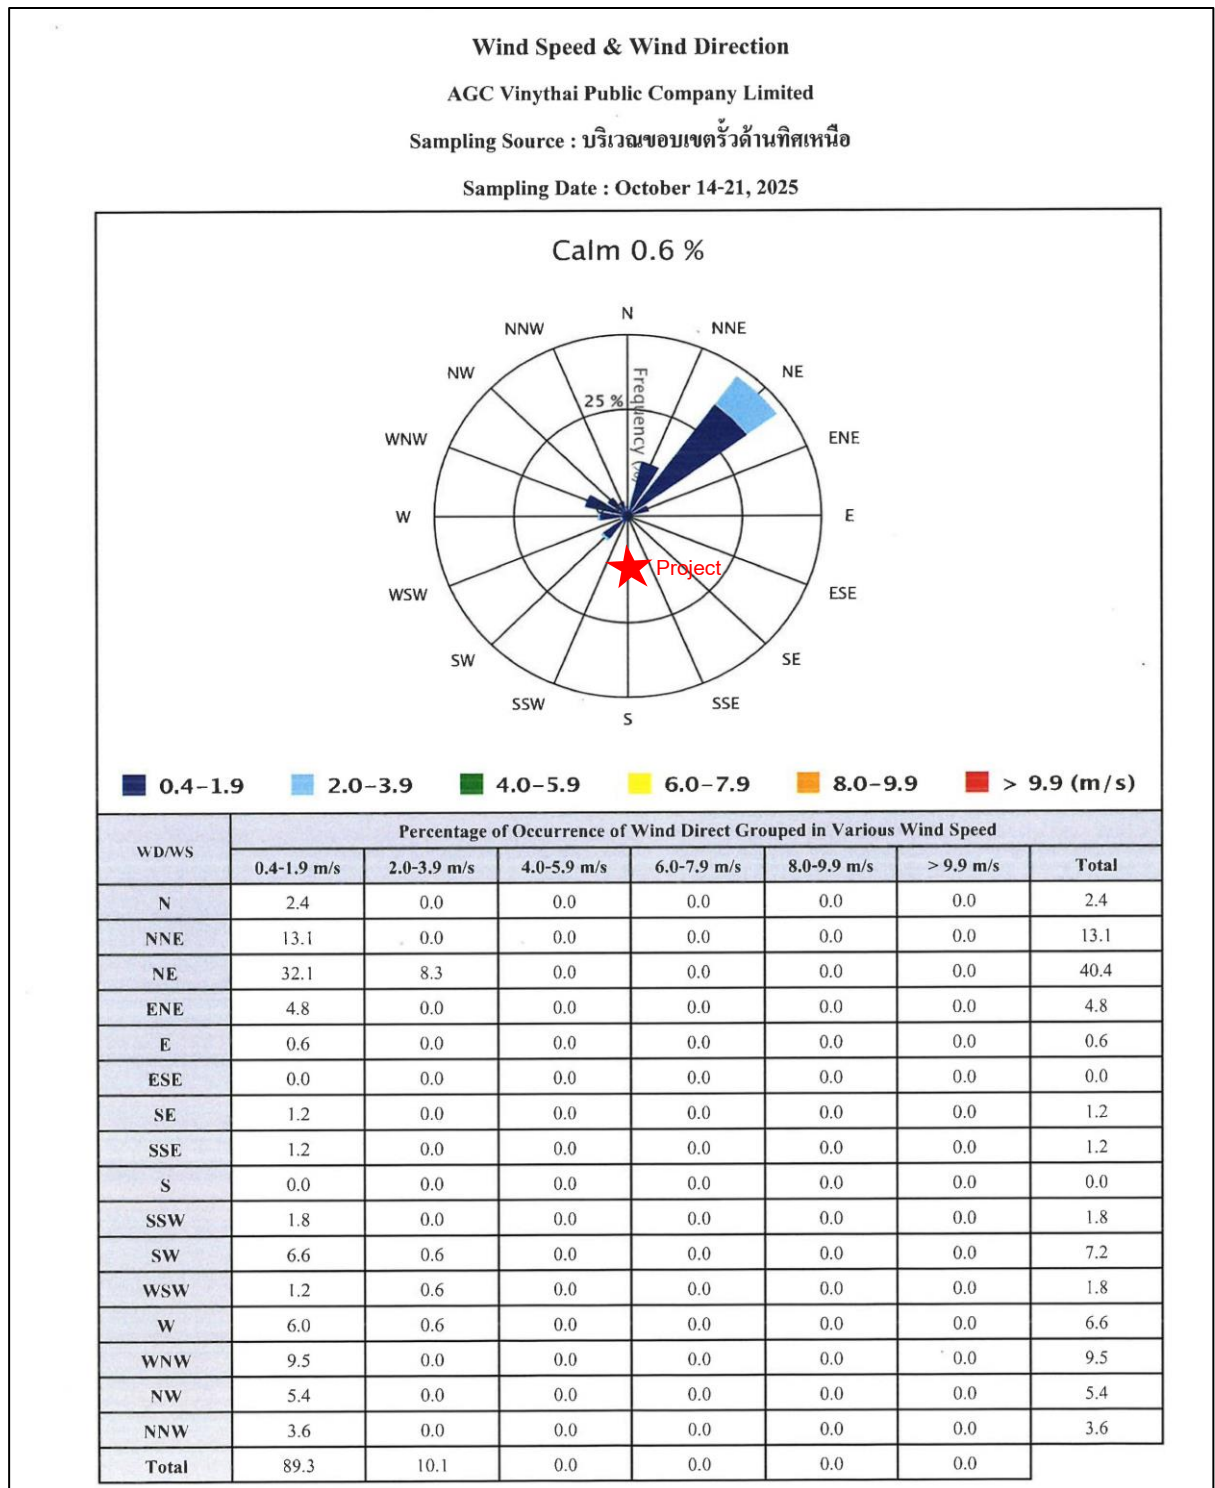 Wind Speed & Wind Direction
AGC Vinythai Public Company Limited
Sampling Source : บริเวณขอบเขตรั้วด้านทิศเหนือ
Sampling Date : October 14-21, 2025
Calm 0.6 %
N
NNW
NNE
NW
NE
Frequency (%)
25 %
WNW
ENE
W
E
Project
WSW
ESE
SW
SE
SSW
SSE
S
0.4-1.9 2.0-3.9 4.0-5.9 6.0-7.9 8.0-9.9 > 9.9 (m/s)
WD/WS Percentage of Occurrence of Wind Direct Grouped in Various Wind Speed
0.4-1.9 m/s 2.0-3.9 m/s 4.0-5.9 m/s 6.0-7.9 m/s 8.0-9.9 m/s > 9.9 m/s Total
N 2.4 0.0 0.0 0.0 0.0 0.0 2.4
NNE 13.1 0.0 0.0 0.0 0.0 0.0 13.1
NE 32.1 8.3 0.0 0.0 0.0 0.0 40.4
ENE 4.8 0.0 0.0 0.0 0.0 0.0 4.8
E 0.6 0.0 0.0 0.0 0.0 0.0 0.6
ESE 0.0 0.0 0.0 0.0 0.0 0.0 0.0
SE 1.2 0.0 0.0 0.0 0.0 0.0 1.2
SSE 1.2 0.0 0.0 0.0 0.0 0.0 1.2
S 0.0 0.0 0.0 0.0 0.0 0.0 0.0
SSW 1.8 0.0 0.0 0.0 0.0 0.0 1.8
SW 6.6 0.6 0.0 0.0 0.0 0.0 7.2
WSW 1.2 0.6 0.0 0.0 0.0 0.0 1.8
W 6.0 0.6 0.0 0.0 0.0 0.0 6.6
WNW 9.5 0.0 0.0 0.0 0.0 0.0 9.5
NW 5.4 0.0 0.0 0.0 0.0 0.0 5.4
NNW 3.6 0.0 0.0 0.0 0.0 0.0 3.6
Total 89.3 10.1 0.0 0.0 0.0 0.0